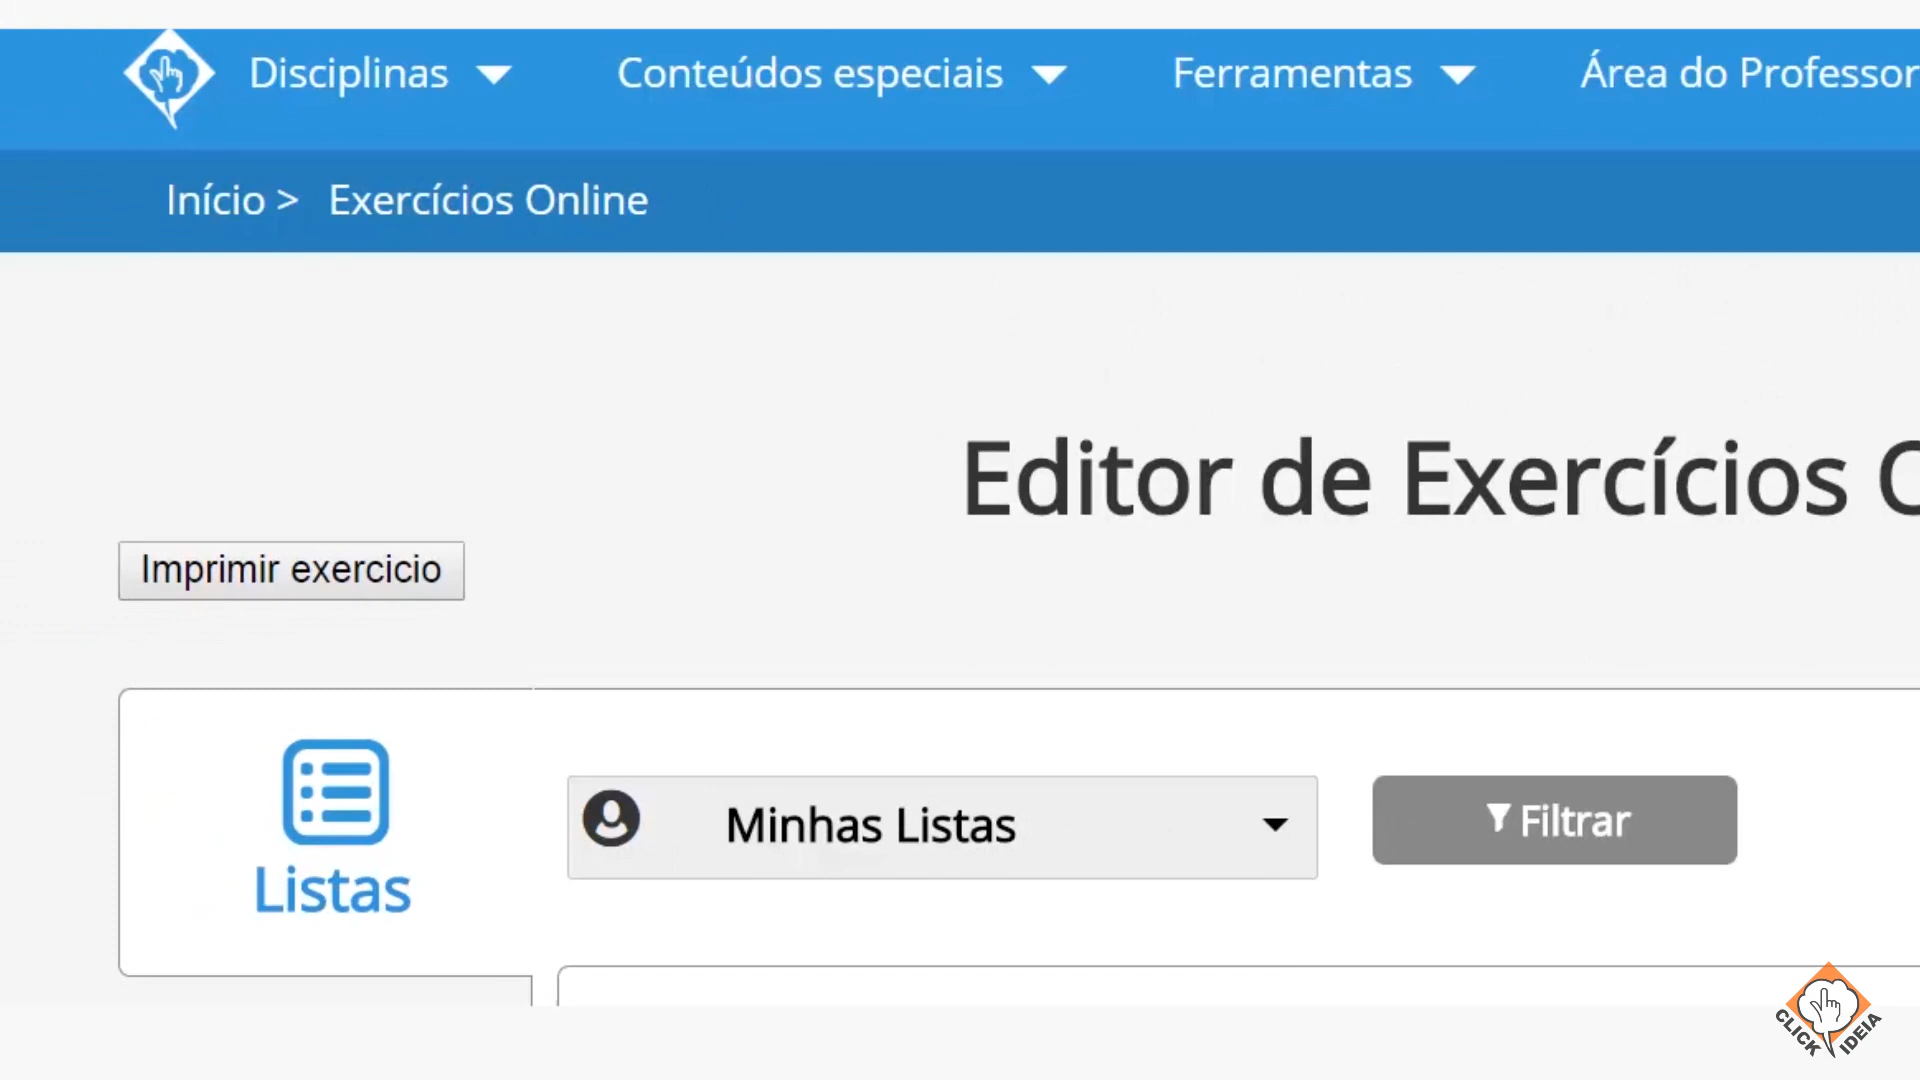 Disciplinas Conteúdos especiais Ferramentas Área do Professor
Início > Exercícios Online
Editor de Exercícios
Imprimir exercicio
Minhas Listas
Filtrar
Listas
CLICK IDEIA